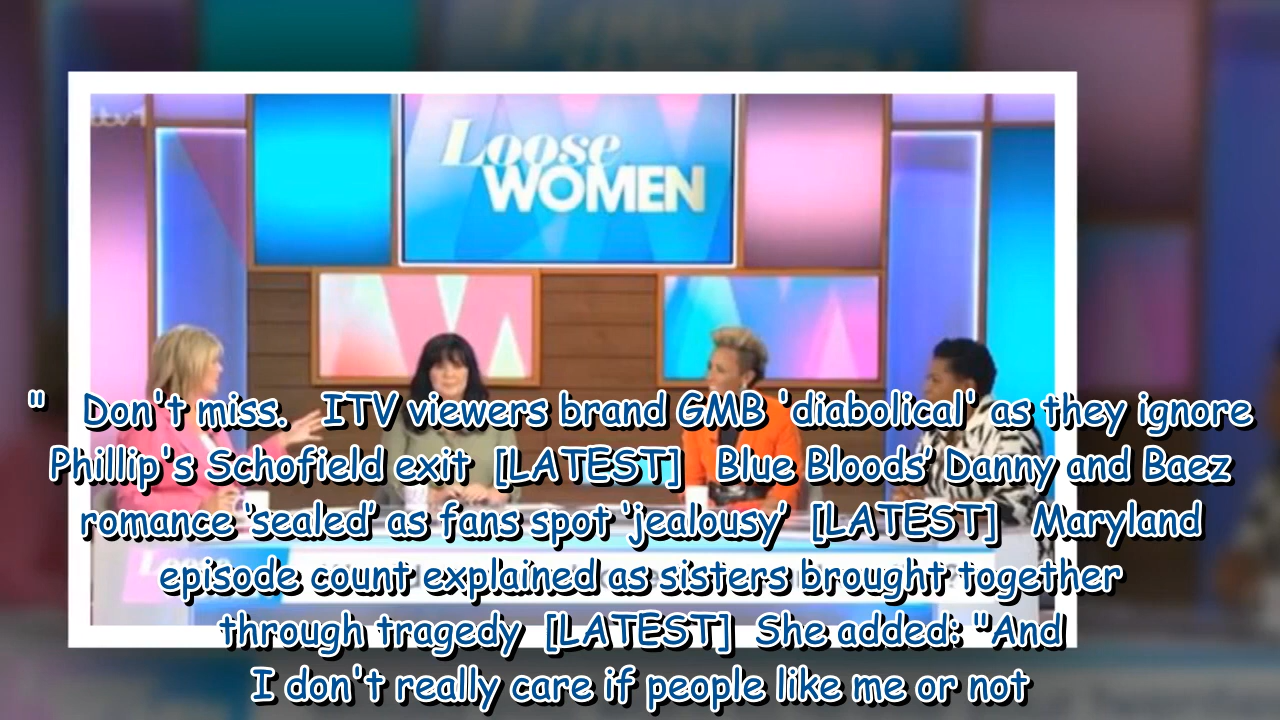 itv1
Loose
WOMEN
" Don't miss. ITV viewers brand GMB 'diabolical' as they ignore
Phillip's Schofield exit [LATEST] Blue Bloods’ Danny and Baez
romance ‘sealed’ as fans spot ‘jealousy’ [LATEST] Maryland
episode count explained as sisters brought together
through tragedy [LATEST] She added: "And
I don't really care if people like me or not